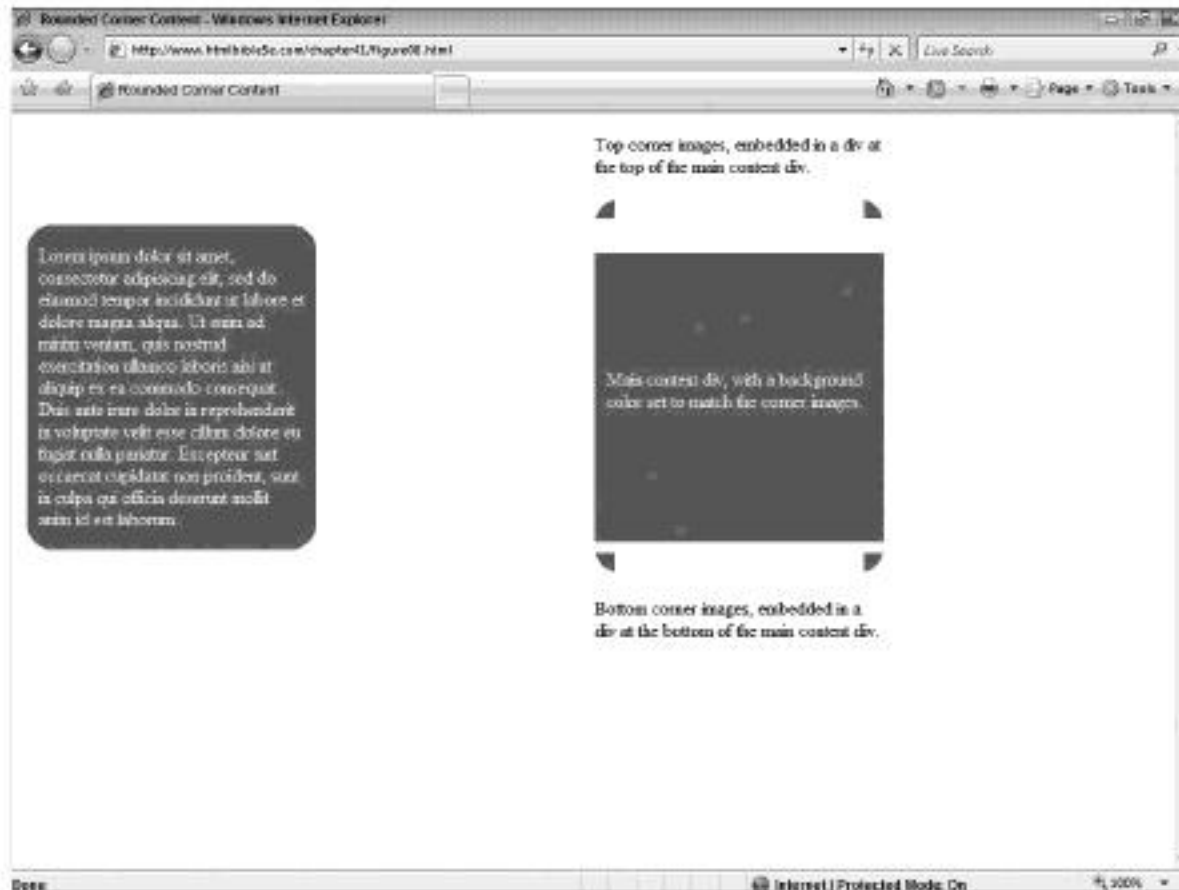 Rounded Corner Content - Windows Internet Explorer
http://www.htmlbible5e.com/chapter41/figure08.html
Live Search
Rounded Corner Content
Page
Tools
Lorem ipsum dolor sit amet,
consectetur adipiscing elit, sed do
eiusmod tempor incididunt ut labore et
dolore magna aliqua. Ut enim ad
minim veniam, quis nostrud
exercitation ullamco laboris nisi ut
aliquip ex ea commodo consequat.
Duis aute irure dolor in reprehenderit
in voluptate velit esse cillum dolore eu
fugiat nulla pariatur. Excepteur sint
occaecat cupidatat non proident, sunt
in culpa qui officia deserunt mollit
anim id est laborum.
Top corner images, embedded in a div at
the top of the main content div.
Main content div, with a background
color set to match the corner images.
Bottom corner images, embedded in a
div at the bottom of the main content div.
Done
Internet | Protected Mode: On
100%